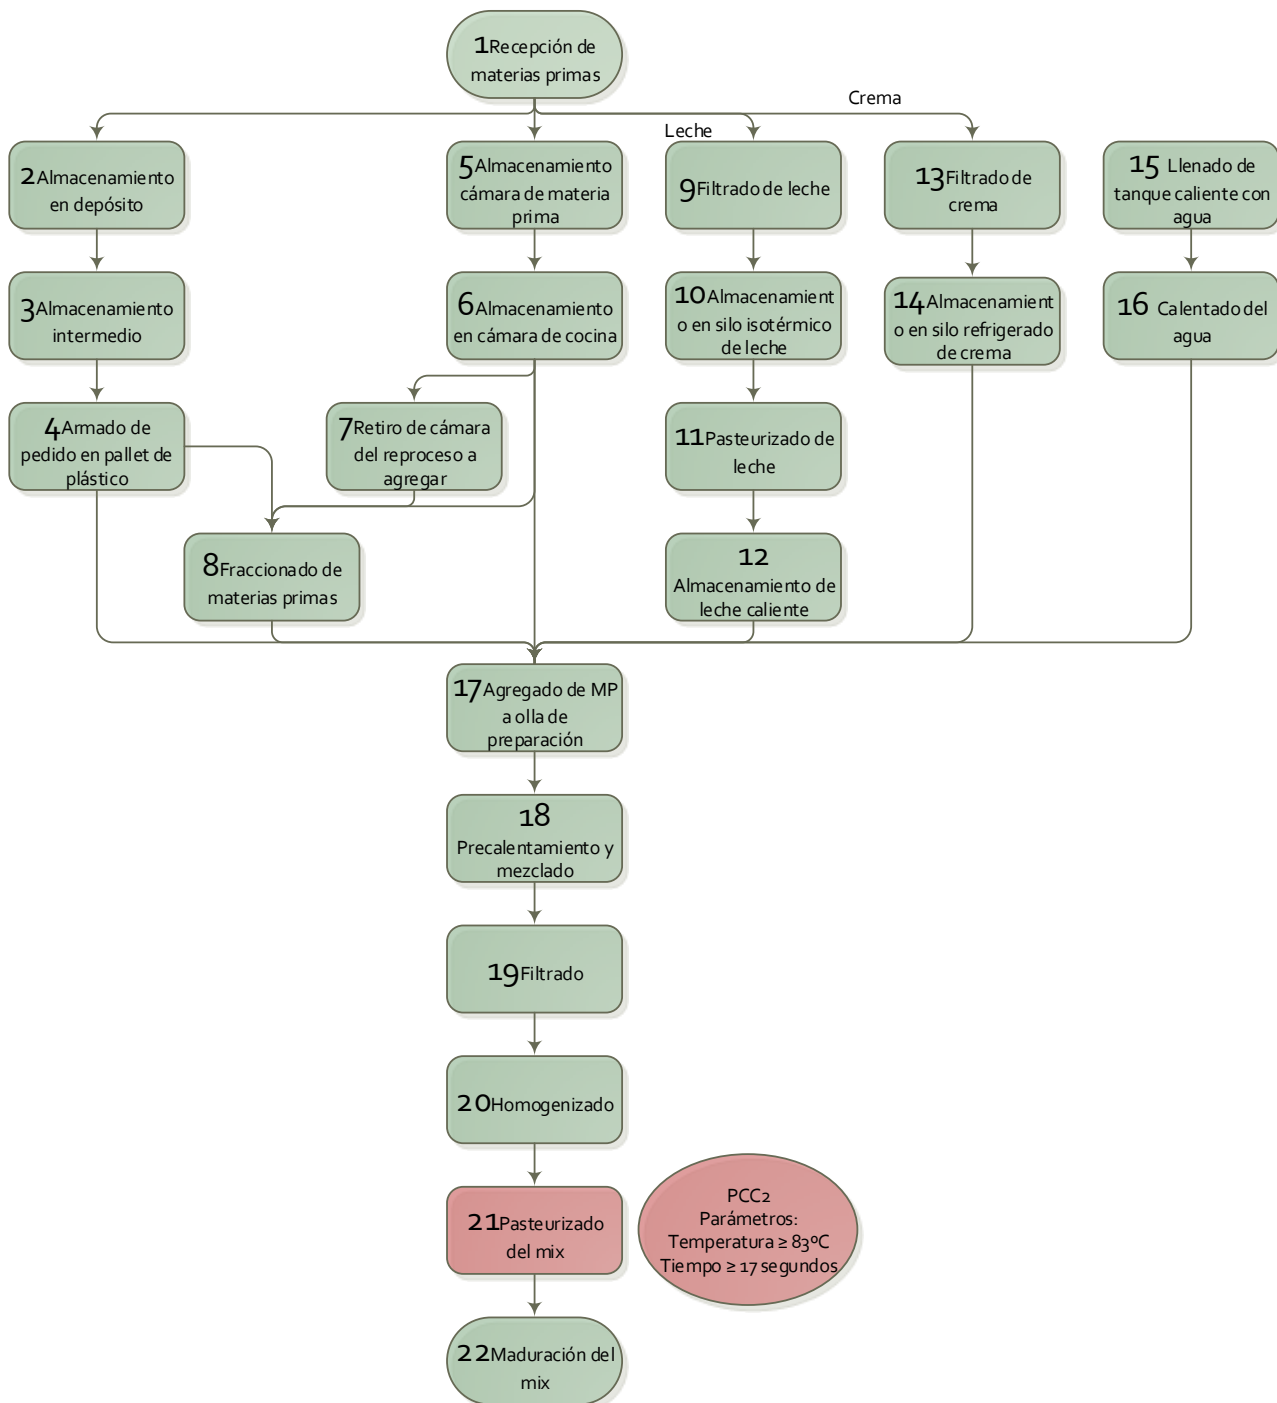 1Recepción de
materias primas
Crema
Leche
2Almacenamiento
en depósito
5Almacenamiento
cámara de materia
prima
9Filtrado de leche
13Filtrado de
crema
15 Llenado de
tanque caliente con
agua
3Almacenamiento
intermedio
6Almacenamiento
en cámara de cocina
10Almacenamient
o en silo isotérmico
de leche
14Almacenamient
o en silo refrigerado
de crema
16 Calentado del
agua
4Armado de
pedido en pallet de
plástico
7Retiro de cámara
del reproceso a
agregar
11Pasteurizado de
leche
8Fraccionado de
materias primas
12
Almacenamiento de
leche caliente
17Agregado de MP
a olla de
preparación
18
Precalentamiento y
mezclado
19Filtrado
20Homogenizado
21Pasteurizado
del mix
PCC2
Parámetros:
Temperatura ≥ 83ºC
Tiempo ≥ 17 segundos
22Maduración del
mix